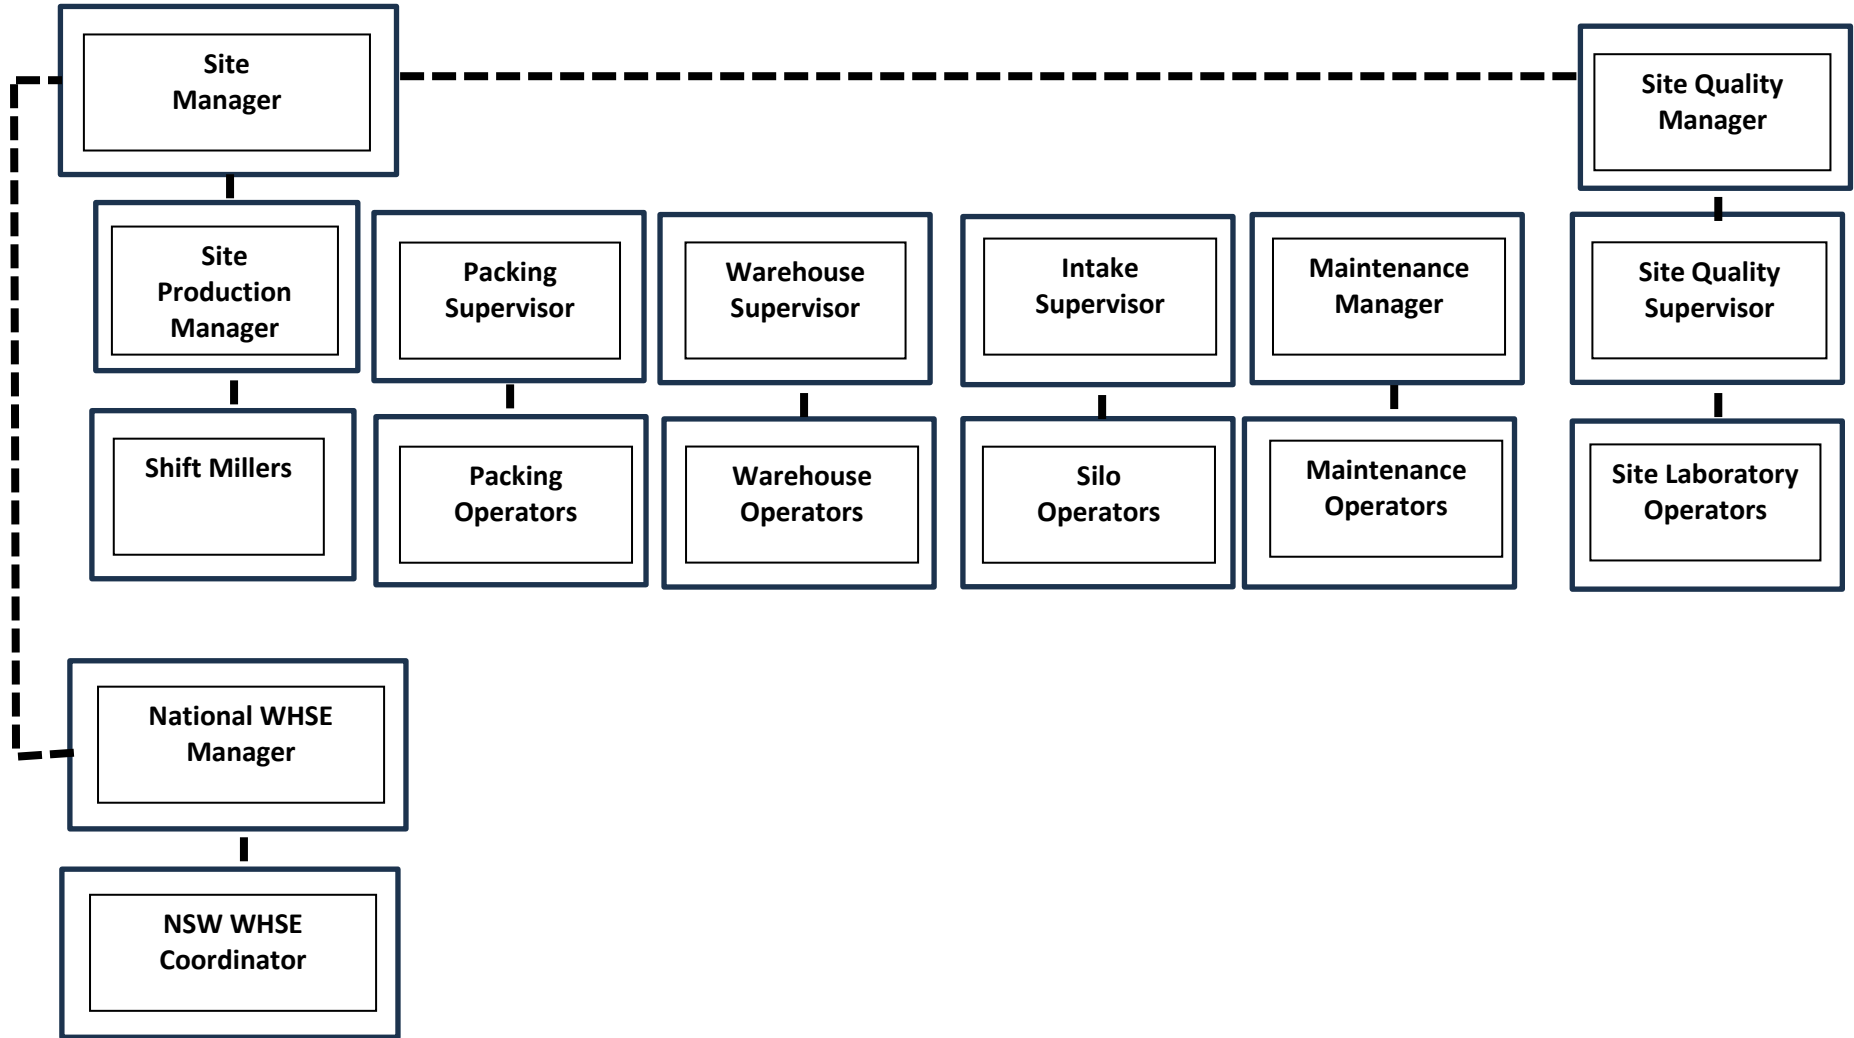 Site
Manager
Site Quality
Manager
Site
Production
Manager
Packing
Supervisor
Warehouse
Supervisor
Intake
Supervisor
Maintenance
Manager
Site Quality
Supervisor
Shift Millers
Packing
Operators
Warehouse
Operators
Silo
Operators
Maintenance
Operators
Site Laboratory
Operators
National WHSE
Manager
NSW WHSE
Coordinator